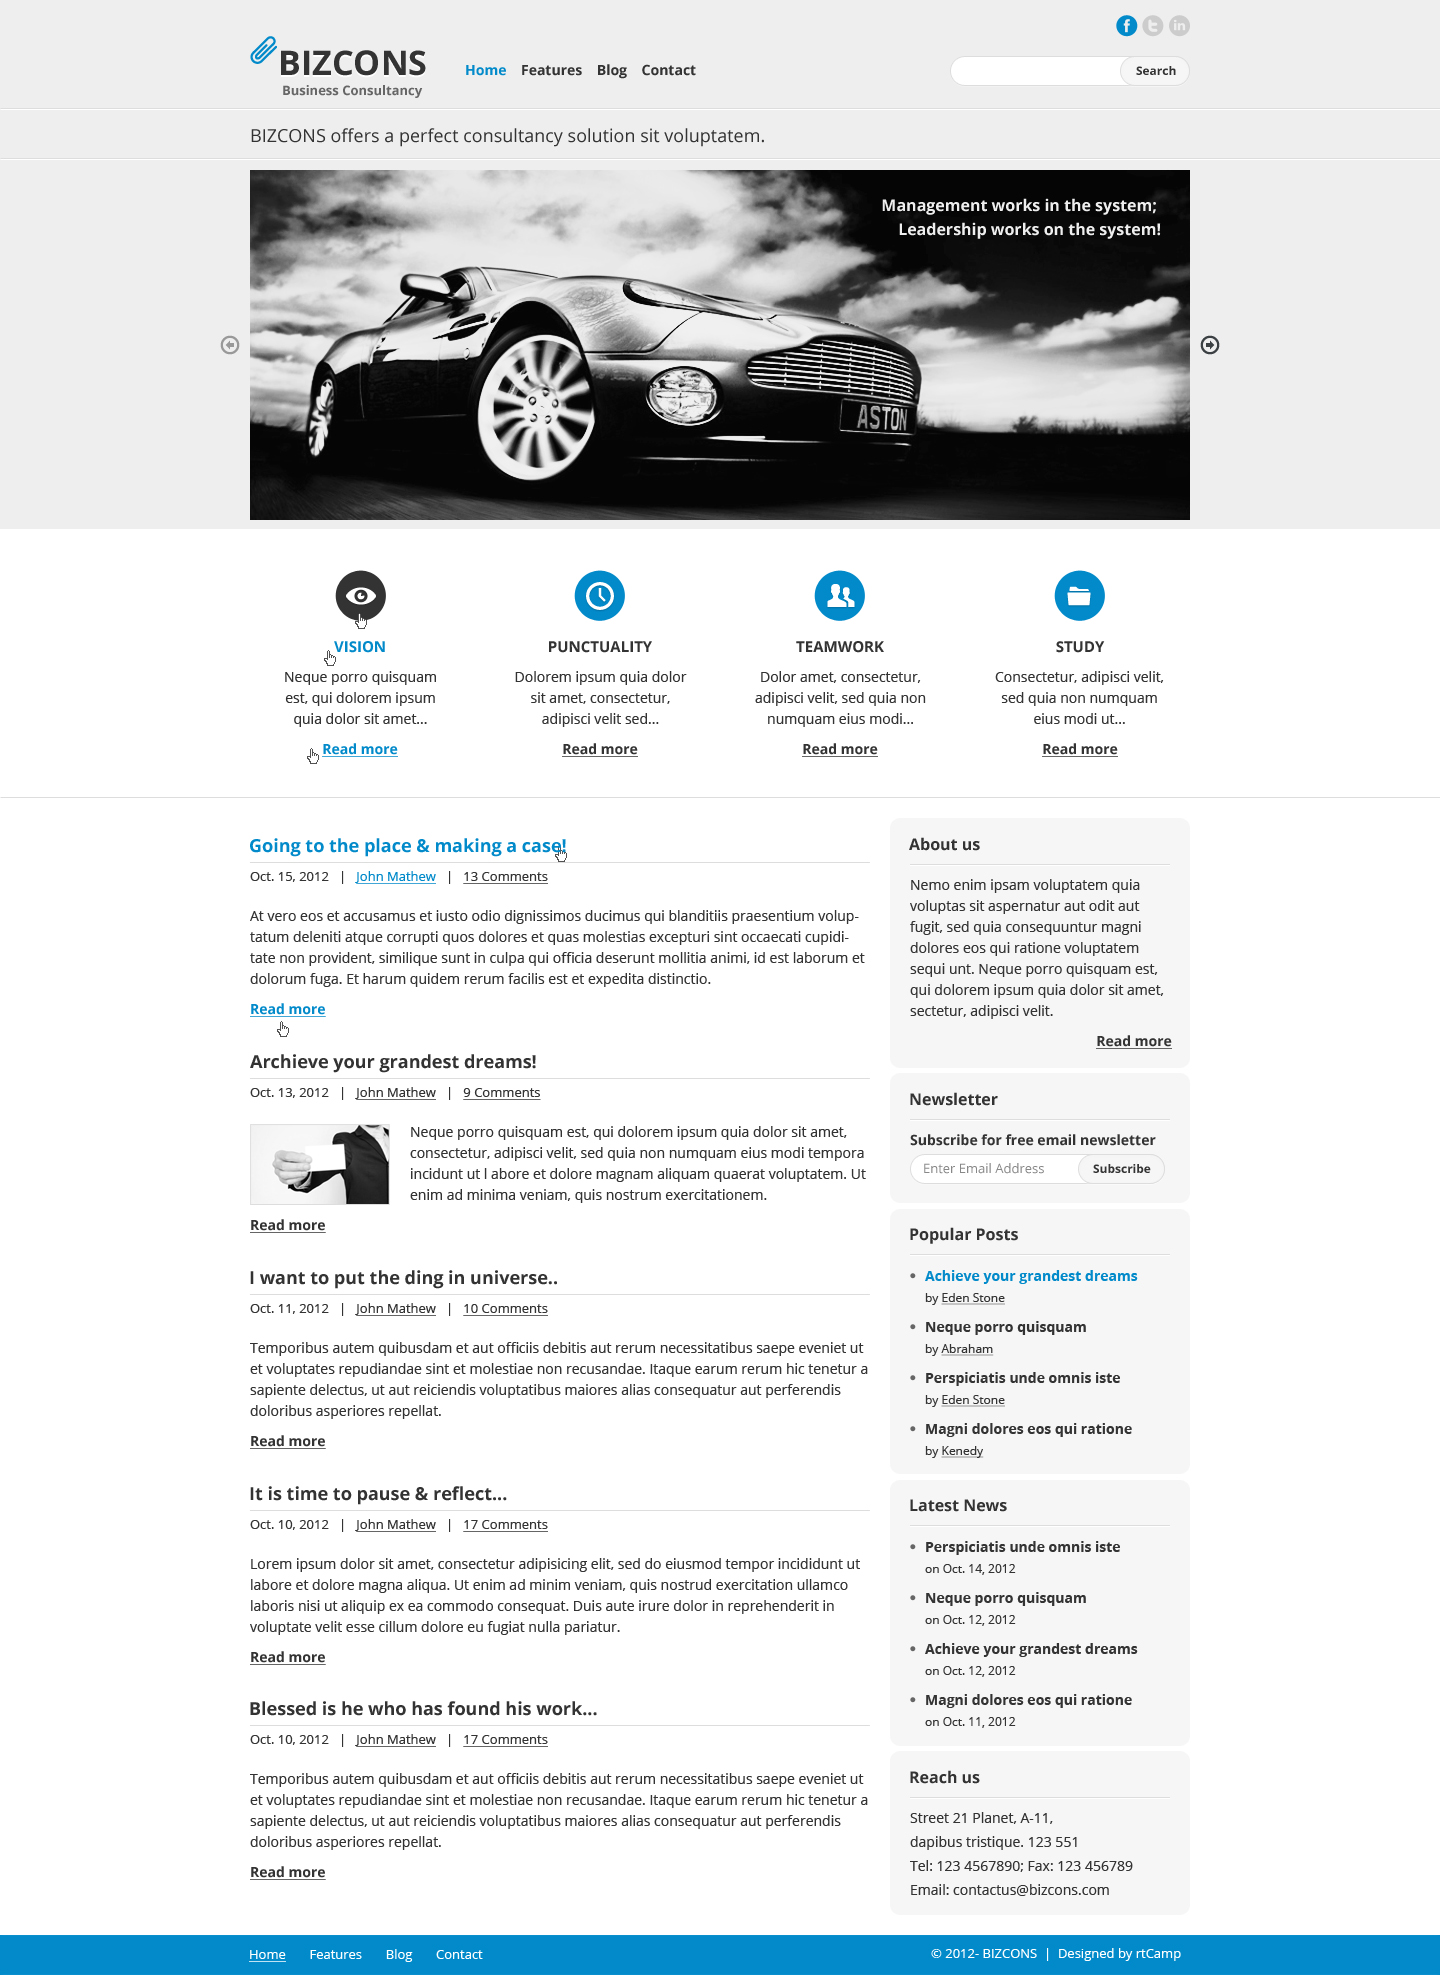 BIZCONS
Business Consultancy
Home Features Blog Contact
Search
BIZCONS offers a perfect consultancy solution sit voluptatem.
Management works in the system;
Leadership works on the system!
ASTON
VISION
Neque porro quisquam
est, qui dolorem ipsum
quia dolor sit amet...
Read more
PUNCTUALITY
Dolorem ipsum quia dolor
sit amet, consectetur,
adipisci velit sed...
Read more
TEAMWORK
Dolor amet, consectetur,
adipisci velit, sed quia non
numquam eius modi...
Read more
STUDY
Consectetur, adipisci velit,
sed quia non numquam
eius modi ut...
Read more
Going to the place & making a case!
Oct. 15, 2012 | John Mathew | 13 Comments
At vero eos et accusamus et iusto odio dignissimos ducimus qui blanditiis praesentium volup-
tatum deleniti atque corrupti quos dolores et quas molestias excepturi sint occaecati cupidi-
tate non provident, similique sunt in culpa qui officia deserunt mollitia animi, id est laborum et
dolorum fuga. Et harum quidem rerum facilis est et expedita distinctio.
Read more
Archieve your grandest dreams!
Oct. 13, 2012 | John Mathew | 9 Comments
Neque porro quisquam est, qui dolorem ipsum quia dolor sit amet,
consectetur, adipisci velit, sed quia non numquam eius modi tempora
incidunt ut l abore et dolore magnam aliquam quaerat voluptatem. Ut
enim ad minima veniam, quis nostrum exercitationem.
Read more
I want to put the ding in universe..
Oct. 11, 2012 | John Mathew | 10 Comments
Temporibus autem quibusdam et aut officiis debitis aut rerum necessitatibus saepe eveniet ut
et voluptates repudiandae sint et molestiae non recusandae. Itaque earum rerum hic tenetur a
sapiente delectus, ut aut reiciendis voluptatibus maiores alias consequatur aut perferendis
doloribus asperiores repellat.
Read more
It is time to pause & reflect...
Oct. 10, 2012 | John Mathew | 17 Comments
Lorem ipsum dolor sit amet, consectetur adipisicing elit, sed do eiusmod tempor incididunt ut
labore et dolore magna aliqua. Ut enim ad minim veniam, quis nostrud exercitation ullamco
laboris nisi ut aliquip ex ea commodo consequat. Duis aute irure dolor in reprehenderit in
voluptate velit esse cillum dolore eu fugiat nulla pariatur.
Read more
Blessed is he who has found his work...
Oct. 10, 2012 | John Mathew | 17 Comments
Temporibus autem quibusdam et aut officiis debitis aut rerum necessitatibus saepe eveniet ut
et voluptates repudiandae sint et molestiae non recusandae. Itaque earum rerum hic tenetur a
sapiente delectus, ut aut reiciendis voluptatibus maiores alias consequatur aut perferendis
doloribus asperiores repellat.
Read more
About us
Nemo enim ipsam voluptatem quia
voluptas sit aspernatur aut odit aut
fugit, sed quia consequuntur magni
dolores eos qui ratione voluptatem
sequi unt. Neque porro quisquam est,
qui dolorem ipsum quia dolor sit amet,
sectetur, adipisci velit.
Read more
Newsletter
Subscribe for free email newsletter
Enter Email Address Subscribe
Popular Posts
• Achieve your grandest dreams
by Eden Stone
• Neque porro quisquam
by Abraham
• Perspiciatis unde omnis iste
by Eden Stone
• Magni dolores eos qui ratione
by Kenedy
Latest News
• Perspiciatis unde omnis iste
on Oct. 14, 2012
• Neque porro quisquam
on Oct. 12, 2012
• Achieve your grandest dreams
on Oct. 12, 2012
• Magni dolores eos qui ratione
on Oct. 11, 2012
Reach us
Street 21 Planet, A-11,
dapibus tristique. 123 551
Tel: 123 4567890; Fax: 123 456789
Email: contactus@bizcons.com
Home Features Blog Contact
© 2012- BIZCONS | Designed by rtCamp